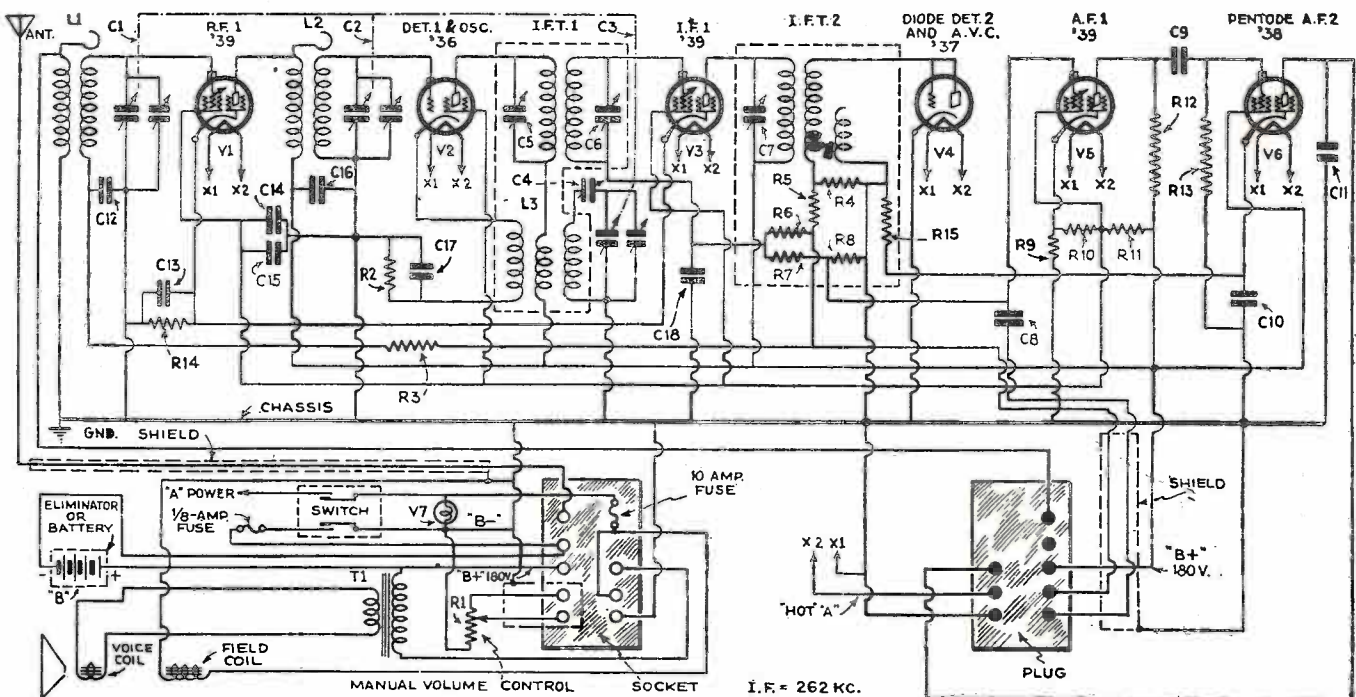 ANT.
L1
C1
R.F.1
'39
L2
C2
DET.1 & OSC.
'36
I.F.T.1
C3
I.F.1
'39
I.F.T.2
DIODE DET.2
AND A.V.C.
'37
A.F.1
'39
C9
PENTODE A.F.2
'38
V1
X1 X2
C12
C13
R14
C14
C15
C16
V2
X1 X2
R2
C17
R3
C5
C4
L3
C6
V3
X1 X2
C18
C7
R5
R4
R6
R7
R8
R15
V4
X1 X2
C8
V5
X1 X2
R9
R10
R11
R12
R13
V6
X1 X2
C10
C11
CHASSIS
GND.
SHIELD
"A" POWER
1/8-AMP.
FUSE
SWITCH
V7
"B-"
10 AMP.
FUSE
ELIMINATOR
OR
BATTERY
- +
"B"
T1
"B+" 180V.
R1
VOICE
COIL
FIELD
COIL
MANUAL VOLUME CONTROL
SOCKET
X2 X1
"HOT" "A"
I.F. = 262 KC.
PLUG
SHIELD
"B+"
180 V.